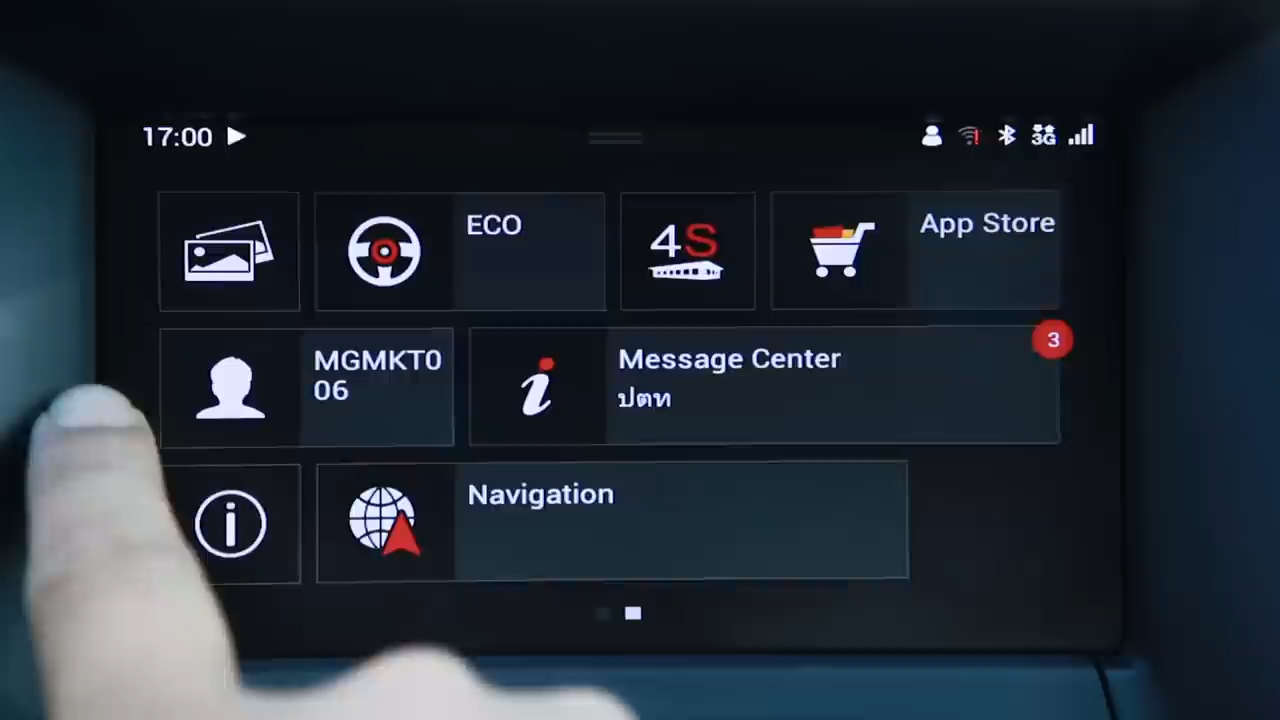 17:00
3G
ECO
4S
App Store
MGMKT0
06
Message Center
3
ปตท
Navigation